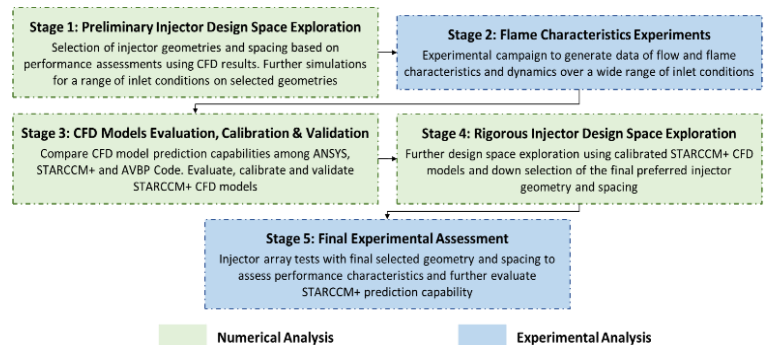 Stage 1: Preliminary Injector Design Space Exploration
Selection of injector geometries and spacing based on
performance assessments using CFD results. Further simulations
for a range of inlet conditions on selected geometries
Stage 2: Flame Characteristics Experiments
Experimental campaign to generate data of flow and flame
characteristics and dynamics over a wide range of inlet conditions
Stage 3: CFD Models Evaluation, Calibration & Validation
Compare CFD model prediction capabilities among ANSYS,
STARCCM+ and AVBP Code. Evaluate, calibrate and validate
STARCCM+ CFD models
Stage 4: Rigorous Injector Design Space Exploration
Further design space exploration using calibrated STARCCM+ CFD
models and down selection of the final preferred injector
geometry and spacing
Stage 5: Final Experimental Assessment
Injector array tests with final selected geometry and spacing to
assess performance characteristics and further evaluate
STARCCM+ prediction capability
Numerical Analysis
Experimental Analysis